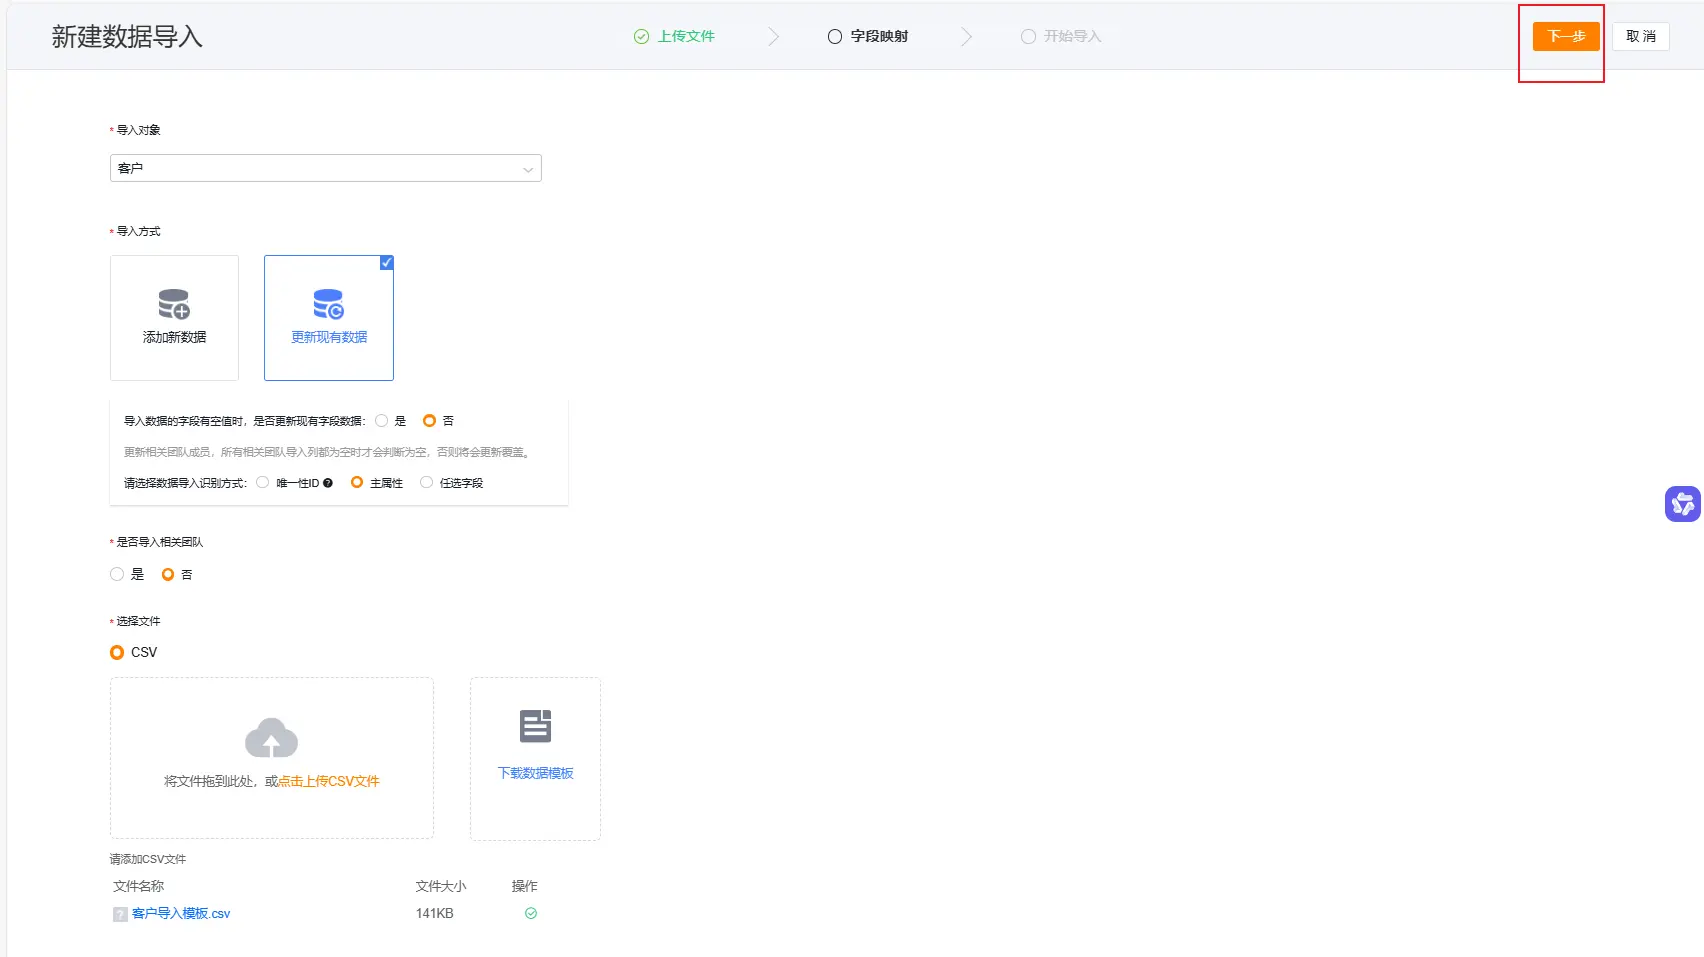 新建数据导入
上传文件
字段映射
开始导入
下一步
取 消
* 导入对象
客户
* 导入方式
添加新数据
更新现有数据
导入数据的字段有空值时，是否更新现有字段数据： 是 否
更新相关团队成员，所有相关团队导入列都为空时才会判断为空，否则将会更新覆盖。
请选择数据导入识别方式： 唯一性ID ? 主属性 任选字段
* 是否导入相关团队
是 否
* 选择文件
CSV
将文件拖到此处，或点击上传CSV文件
下载数据模板
请添加CSV文件
文件名称 文件大小 操作
? 客户导入模板.csv 141KB